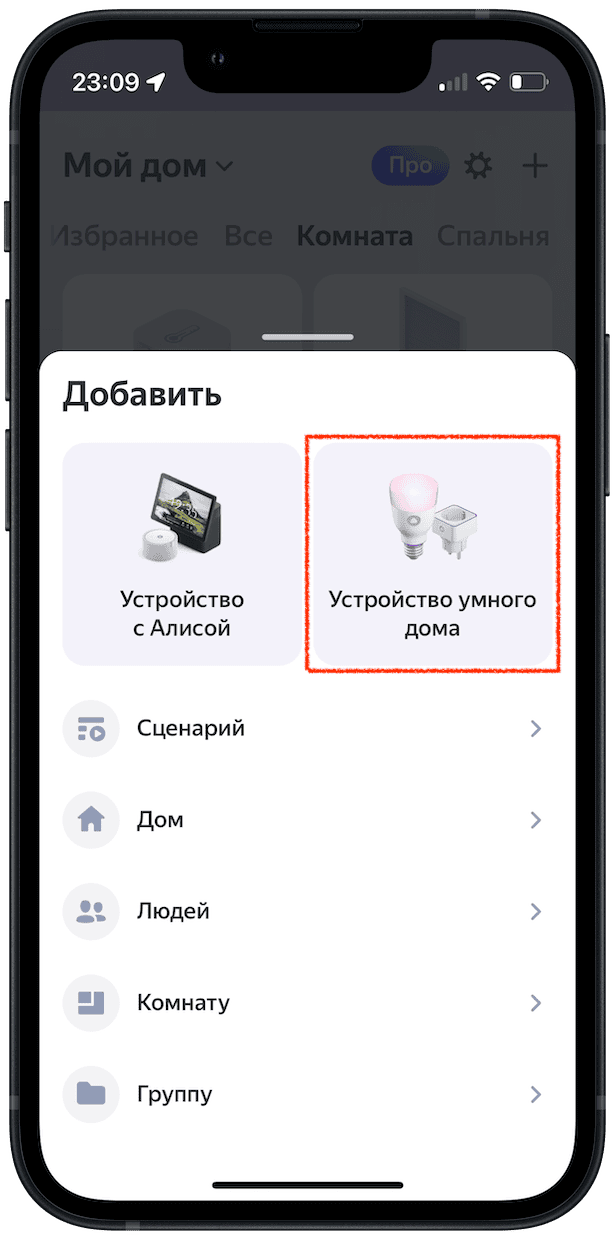 23:09
Мой дом
Про
Избранное Все Комната Спальня
Добавить
Устройство
с Алисой
Устройство умного
дома
Сценарий
Дом
Людей
Комнату
Группу